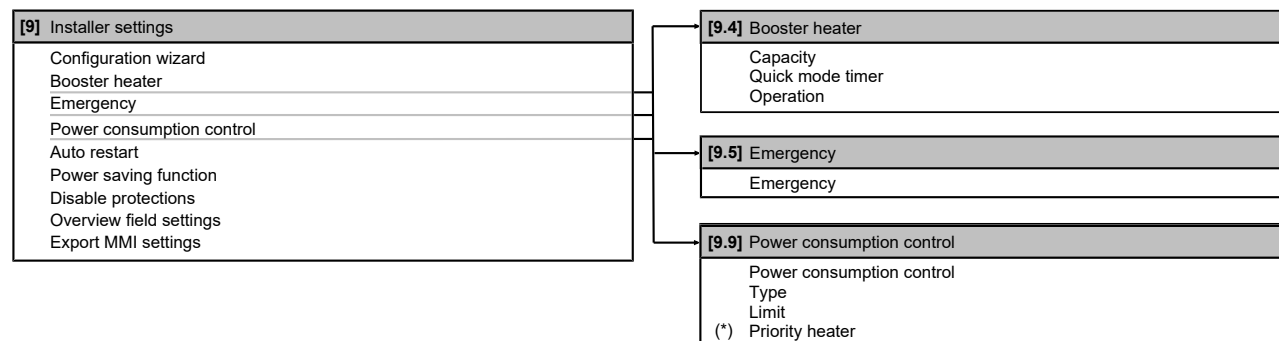 [9] Installer settings
Configuration wizard
Booster heater
Emergency
Power consumption control
Auto restart
Power saving function
Disable protections
Overview field settings
Export MMI settings
[9.4] Booster heater
Capacity
Quick mode timer
Operation
[9.5] Emergency
Emergency
[9.9] Power consumption control
Power consumption control
Type
Limit
(*) Priority heater